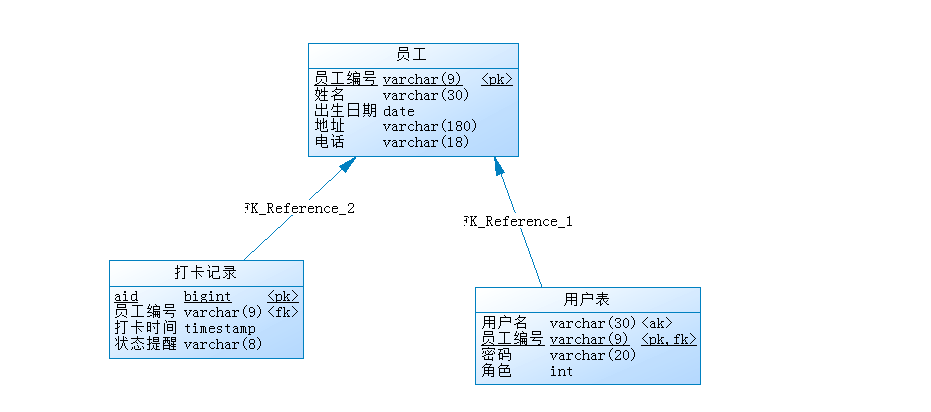 员工
员工编号 varchar(9) <pk>
姓名 varchar(30)
出生日期 date
地址 varchar(180)
电话 varchar(18)
FK_Reference_2
FK_Reference_1
打卡记录
aid bigint <pk>
员工编号 varchar(9) <fk>
打卡时间 timestamp
状态提醒 varchar(8)
用户表
用户名 varchar(30) <ak>
员工编号 varchar(9) <pk,fk>
密码 varchar(20)
角色 int